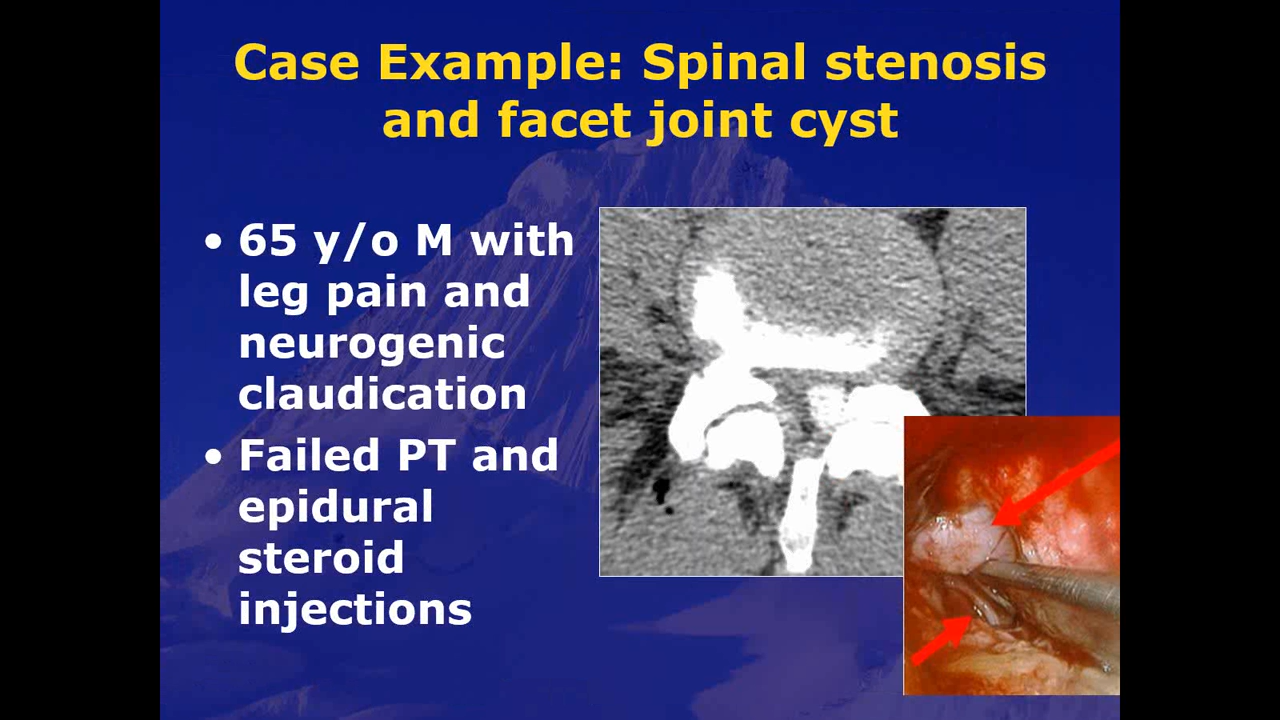 Case Example: Spinal stenosis
and facet joint cyst
• 65 y/o M with
leg pain and
neurogenic
claudication
• Failed PT and
epidural
steroid
injections